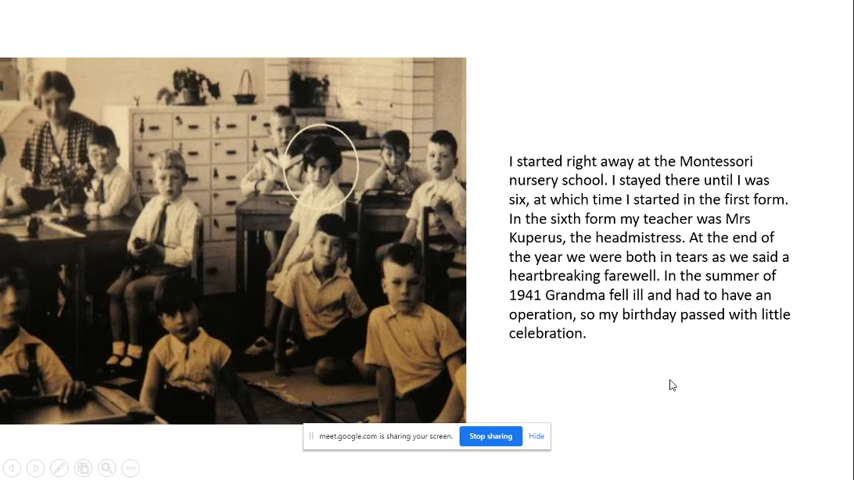 I started right away at the Montessori
nursery school. I stayed there until I was
six, at which time I started in the first form.
In the sixth form my teacher was Mrs
Kuperus, the headmistress. At the end of
the year we were both in tears as we said a
heartbreaking farewell. In the summer of
1941 Grandma fell ill and had to have an
operation, so my birthday passed with little
celebration.
meet.google.com is sharing your screen. Stop sharing Hide